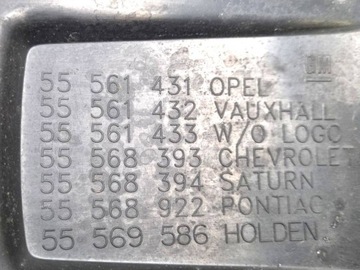 55 561 431 OPEL
55 561 432 VAUXHALL
55 561 433 W/O LOGO
55 568 393 CHEVROLET
55 568 394 SATURN
55 568 922 PONTIAC
55 569 586 HOLDEN